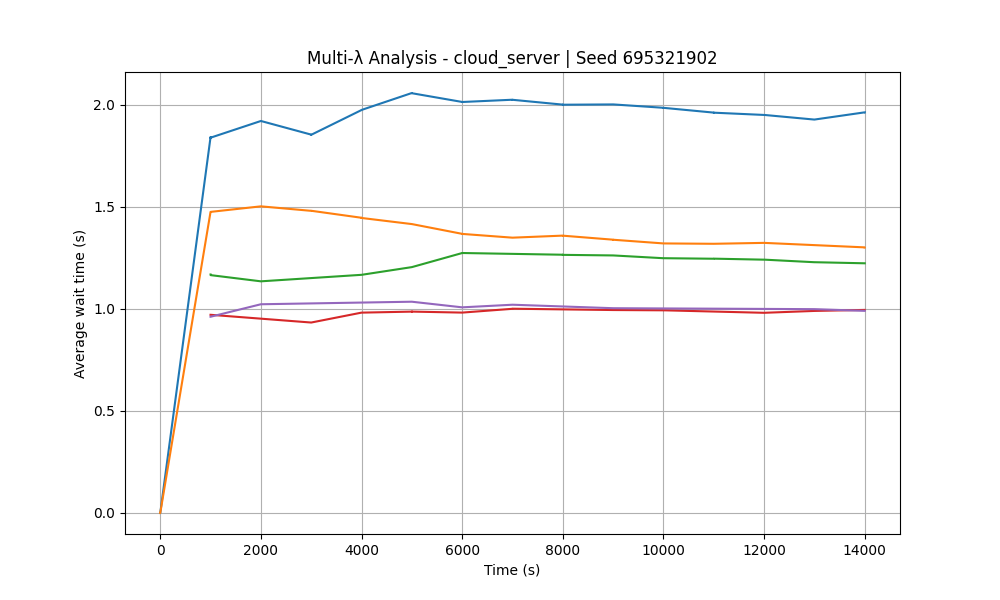 Multi-λ Analysis - cloud_server | Seed 695321902
2.0
1.5
1.0
0.5
0.0
Average wait time (s)
0 2000 4000 6000 8000 10000 12000 14000
Time (s)